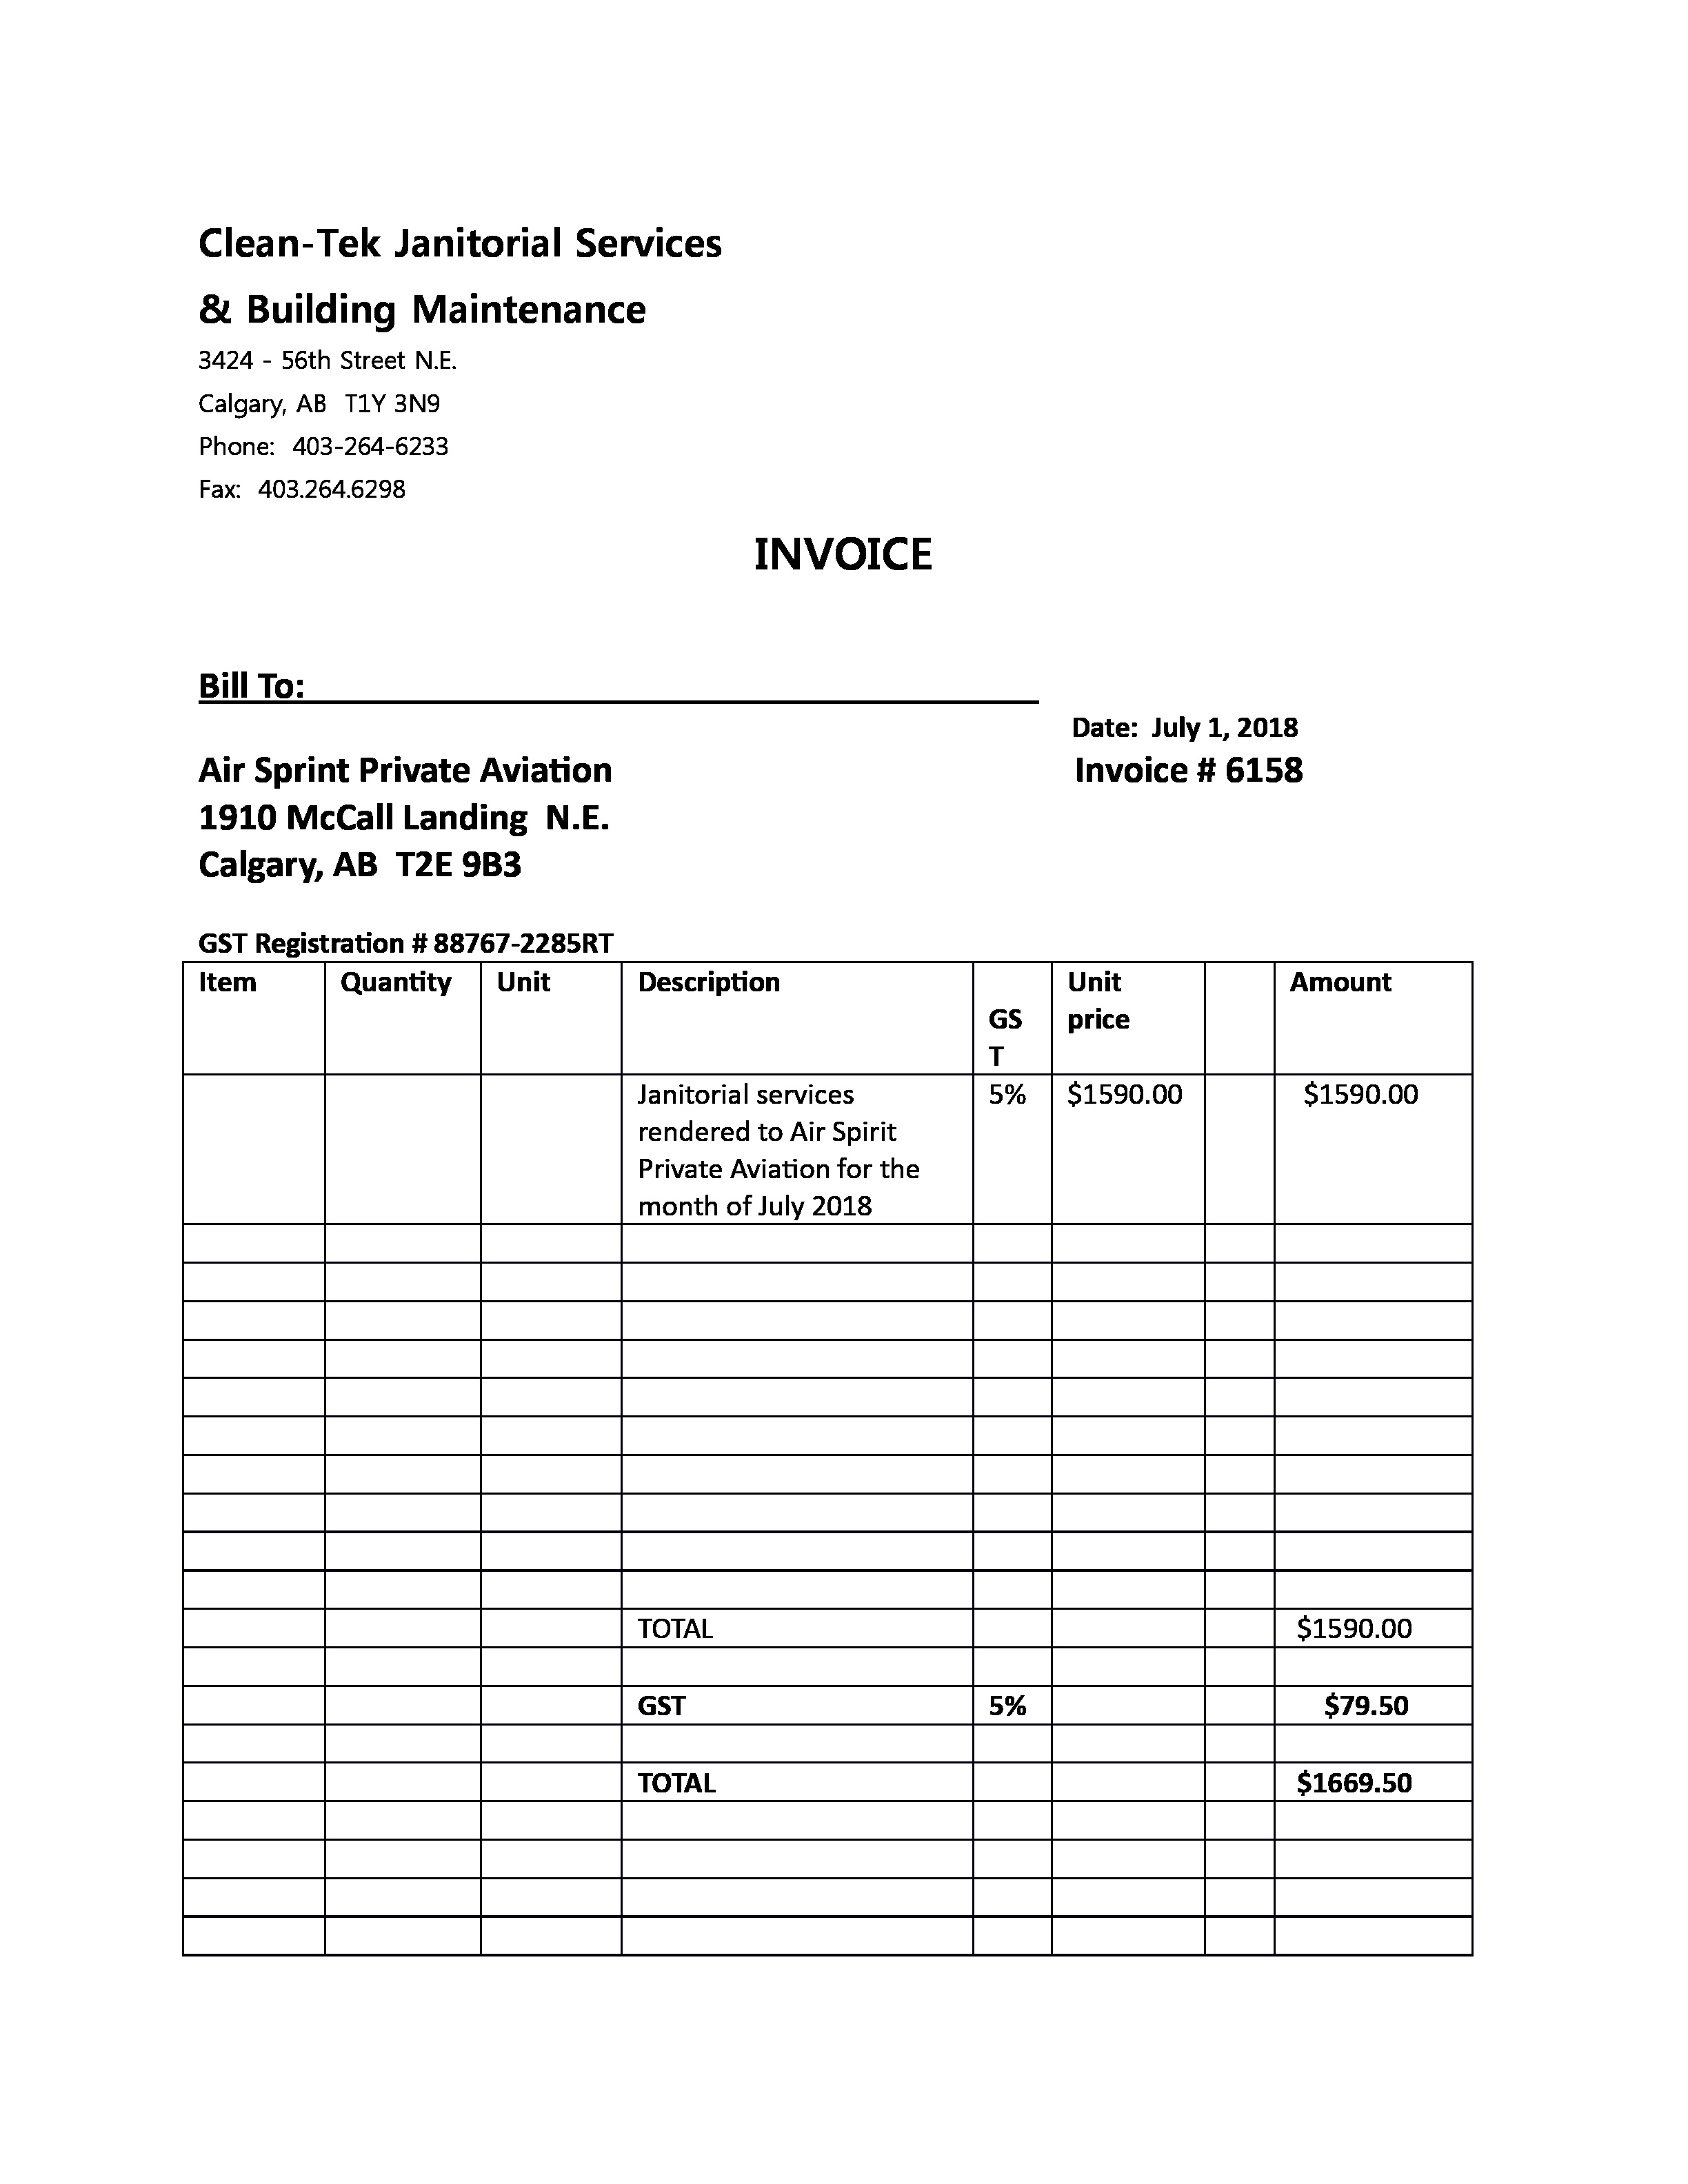 Clean-Tek Janitorial Services
& Building Maintenance
3424 - 56th Street N.E.
Calgary, AB  T1Y 3N9
Phone:  403-264-6233
Fax:  403.264.6298
INVOICE
Bill To:
Date:  July 1, 2018
Air Sprint Private Aviation
Invoice # 6158
1910 McCall Landing  N.E.
Calgary, AB  T2E 9B3
GST Registration # 88767-2285RT
Item Quantity Unit Description Unit Amount
GS price
T
Janitorial services 5% $1590.00 $1590.00
rendered to Air Spirit
Private Aviation for the
month of July 2018
TOTAL $1590.00
GST 5% $79.50
TOTAL $1669.50